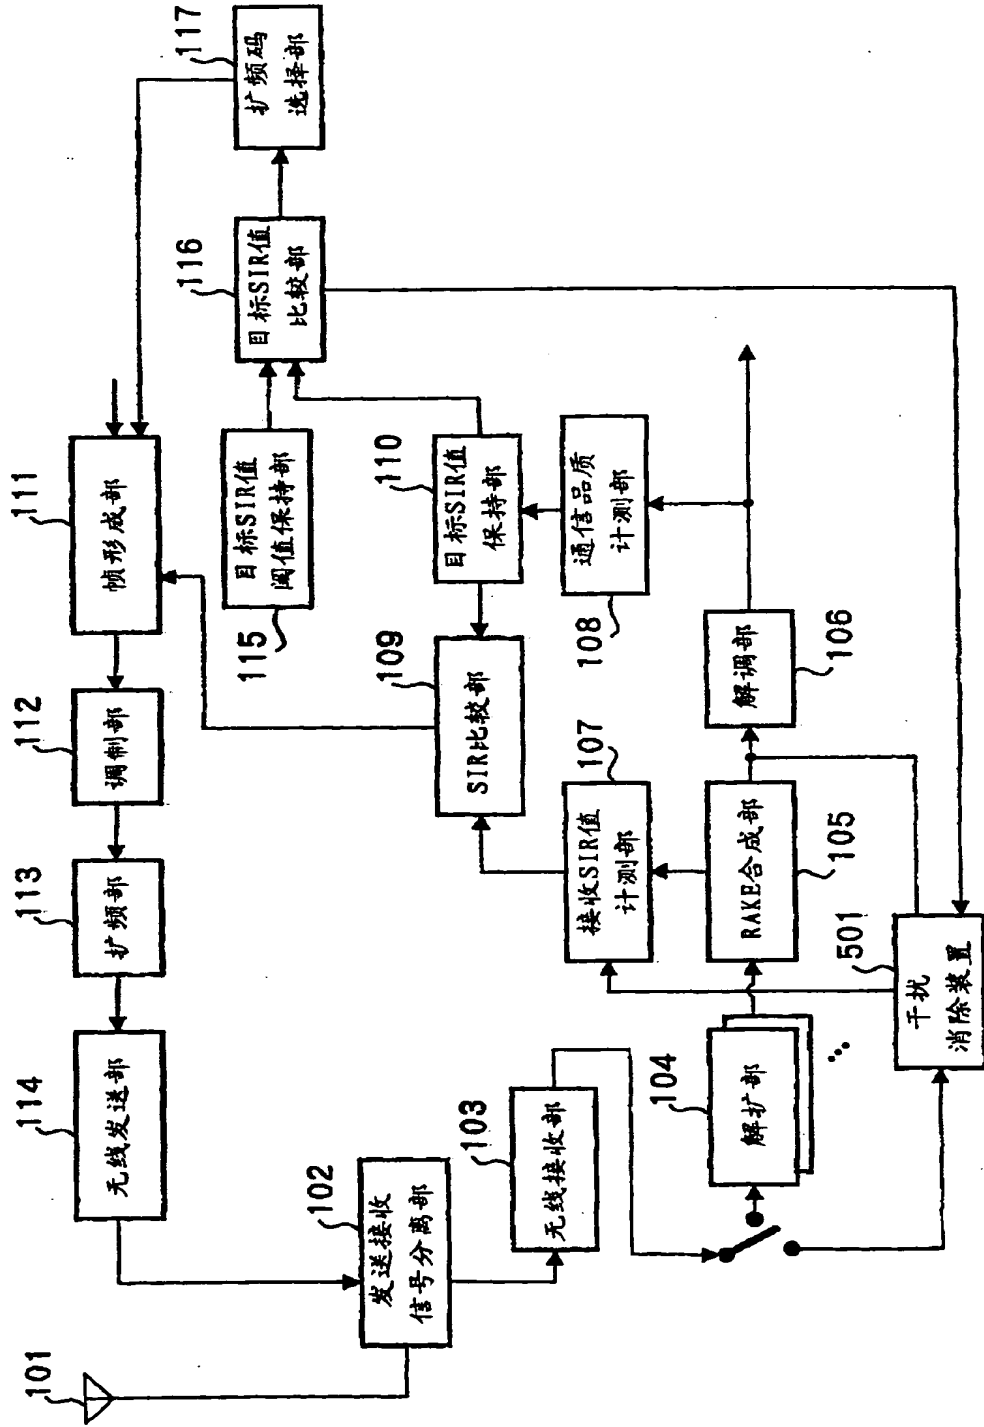 101
102
发送接收
信号分离部
103
无线接收部
104
解扩部
105
RAKE合成部
106
解调部
107
接收SIR值
计测部
108
通信品质
计测部
109
SIR比较部
110
目标SIR值
保持部
111
帧形成部
112
调制部
113
扩频部
114
无线发送部
115
目标SIR值
阈值保持部
116
目标SIR值
比较部
117
扩频码
选择部
501
干扰
消除装置